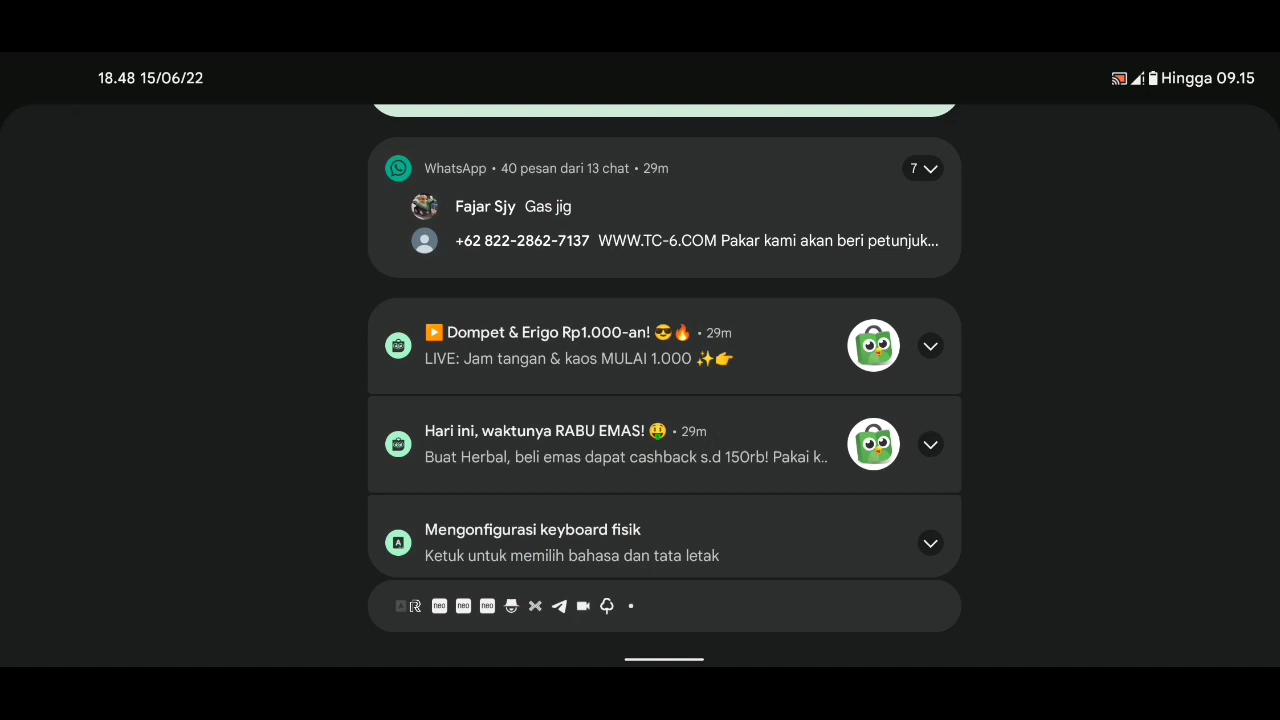 18.48 15/06/22
Hingga 09.15
WhatsApp • 40 pesan dari 13 chat • 29m
7
Fajar Sjy Gas jig
+62 822-2862-7137 WWW.TC-6.COM Pakar kami akan beri petunjuk...
▶️ Dompet & Erigo Rp1.000-an! 😎🔥 • 29m
LIVE: Jam tangan & kaos MULAI 1.000 ✨👉
Hari ini, waktunya RABU EMAS! 🤑 • 29m
Buat Herbal, beli emas dapat cashback s.d 150rb! Pakai k..
Mengonfigurasi keyboard fisik
Ketuk untuk memilih bahasa dan tata letak
neo neo neo